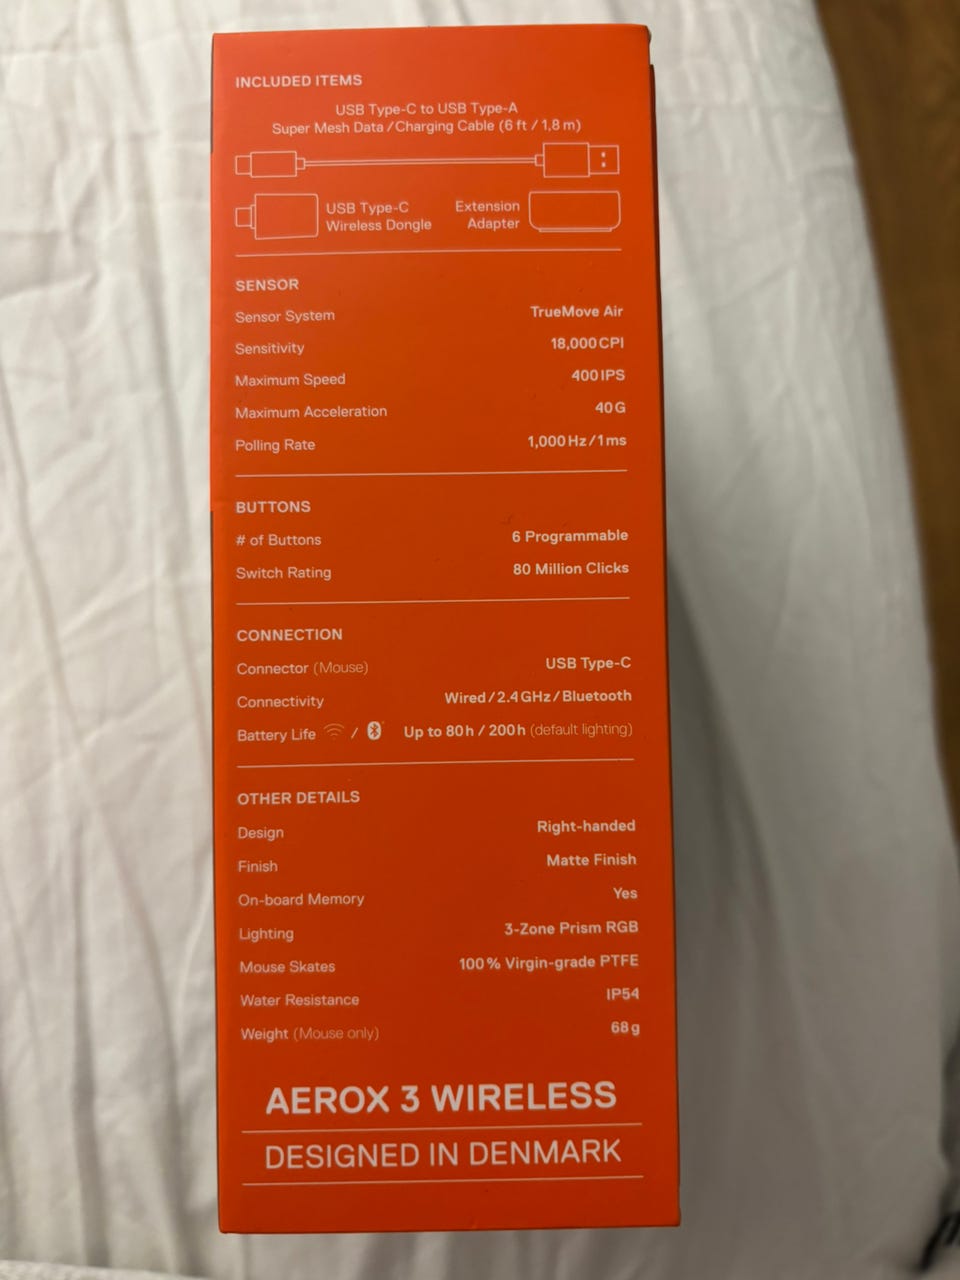 INCLUDED ITEMS
USB Type-C to USB Type-A
Super Mesh Data / Charging Cable (6 ft / 1,8 m)
USB Type-C
Wireless Dongle
Extension
Adapter
SENSOR
Sensor System TrueMove Air
Sensitivity 18,000 CPI
Maximum Speed 400 IPS
Maximum Acceleration 40 G
Polling Rate 1,000 Hz / 1 ms
BUTTONS
# of Buttons 6 Programmable
Switch Rating 80 Million Clicks
CONNECTION
Connector (Mouse) USB Type-C
Connectivity Wired / 2.4 GHz / Bluetooth
Battery Life / Up to 80 h / 200 h (default lighting)
OTHER DETAILS
Design Right-handed
Finish Matte Finish
On-board Memory Yes
Lighting 3-Zone Prism RGB
Mouse Skates 100 % Virgin-grade PTFE
Water Resistance IP54
Weight (Mouse only) 68 g
AEROX 3 WIRELESS
DESIGNED IN DENMARK